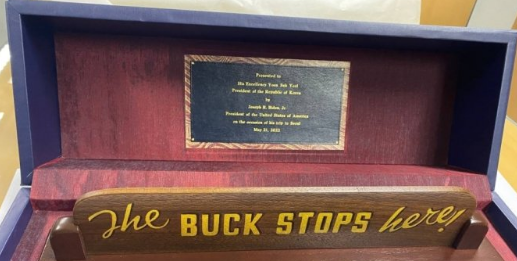 Presented to
His Excellency Yoon Suk Yeol
President of the Republic of Korea
by
Joseph R. Biden, Jr
President of the United States of America
on the occasion of his trip to Seoul
May 21, 2022
The BUCK STOPS here!